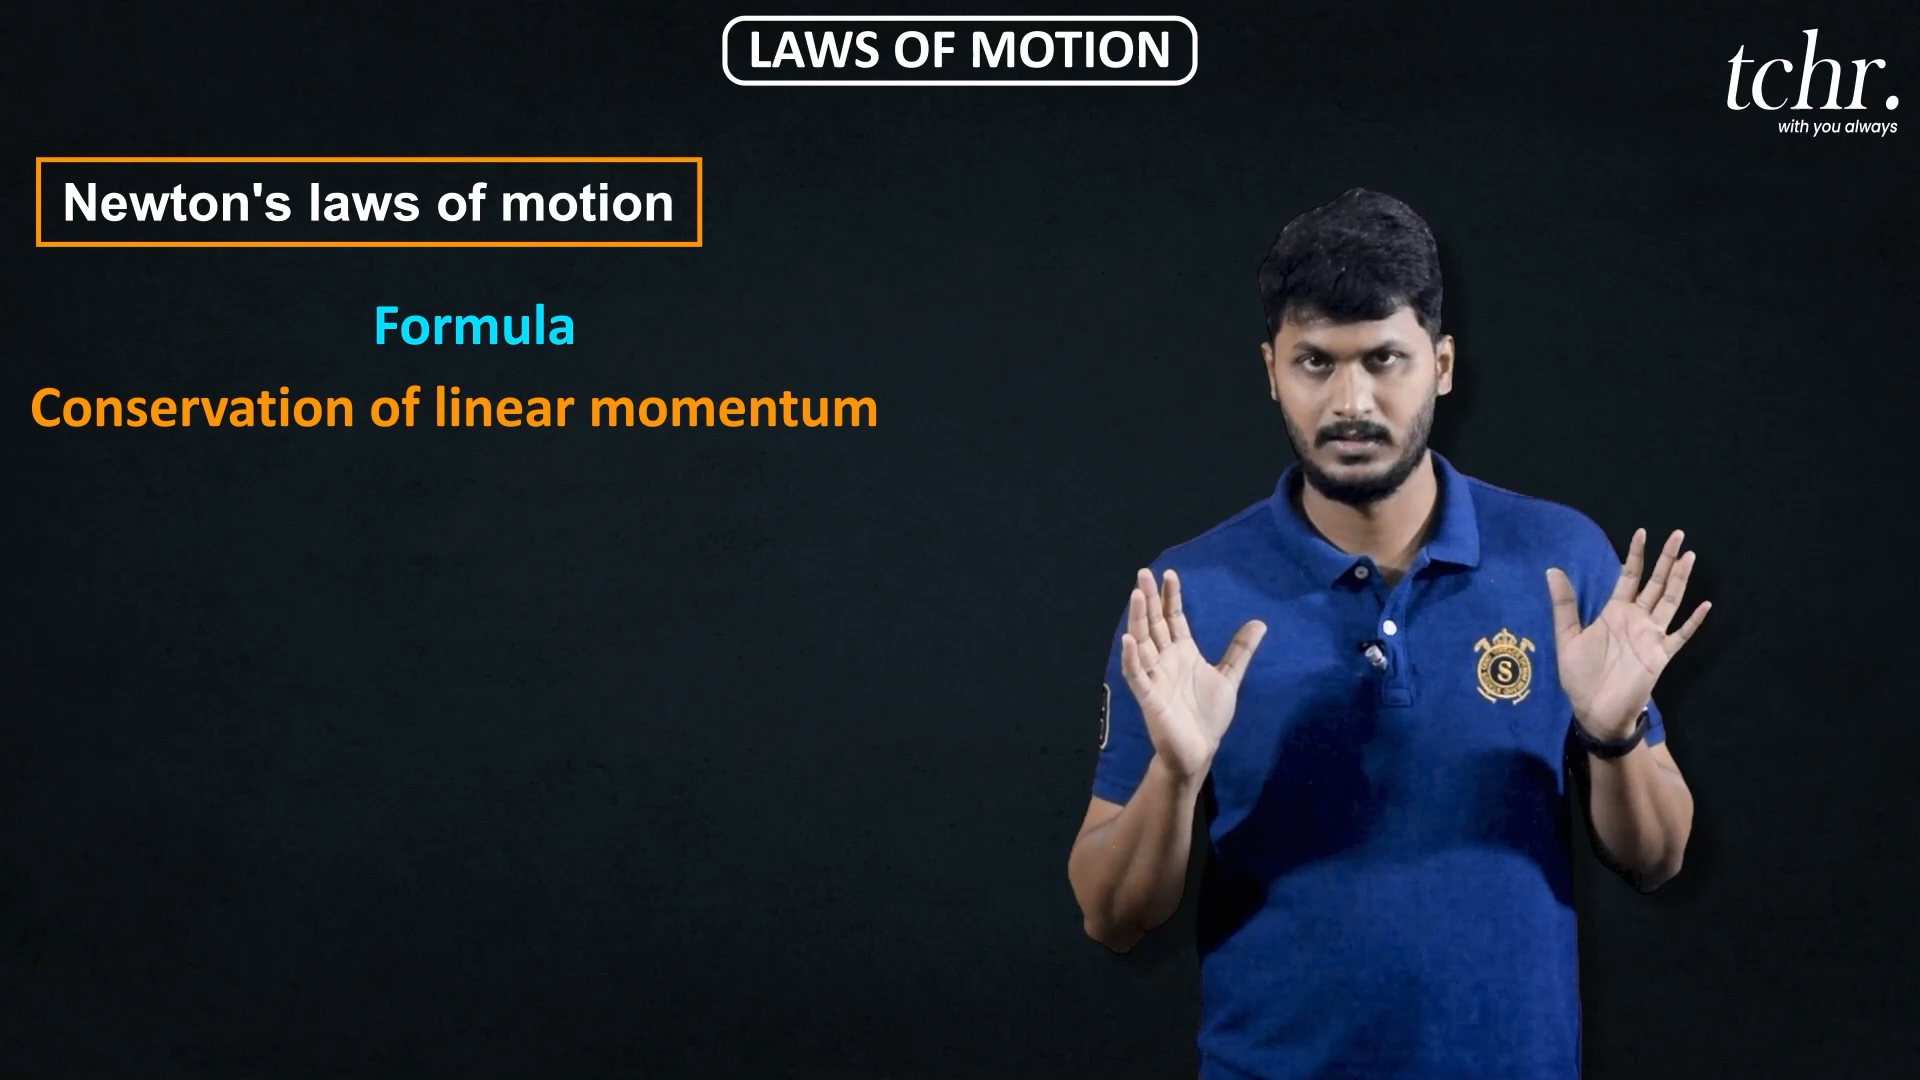 LAWS OF MOTION
tchr.
with you always
Newton's laws of motion
Formula
Conservation of linear momentum
S